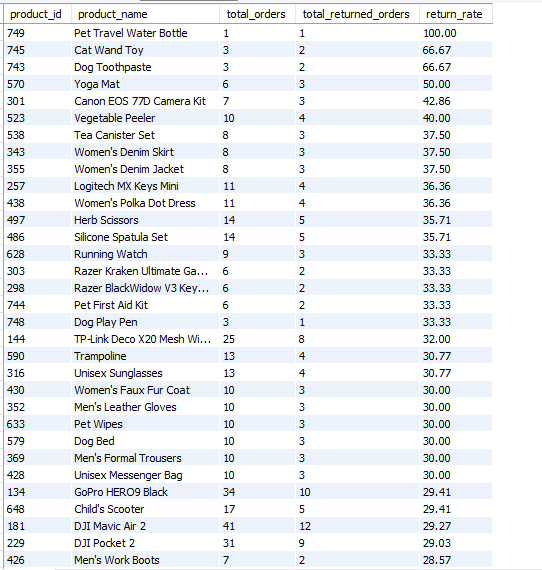 product_id product_name total_orders total_returned_orders return_rate
749 Pet Travel Water Bottle 1 1 100.00
745 Cat Wand Toy 3 2 66.67
743 Dog Toothpaste 3 2 66.67
570 Yoga Mat 6 3 50.00
301 Canon EOS 77D Camera Kit 7 3 42.86
523 Vegetable Peeler 10 4 40.00
538 Tea Canister Set 8 3 37.50
343 Women's Denim Skirt 8 3 37.50
355 Women's Denim Jacket 8 3 37.50
257 Logitech MX Keys Mini 11 4 36.36
438 Women's Polka Dot Dress 11 4 36.36
497 Herb Scissors 14 5 35.71
486 Silicone Spatula Set 14 5 35.71
628 Running Watch 9 3 33.33
303 Razer Kraken Ultimate Ga... 6 2 33.33
298 Razer BlackWidow V3 Key... 6 2 33.33
744 Pet First Aid Kit 6 2 33.33
748 Dog Play Pen 3 1 33.33
144 TP-Link Deco X20 Mesh Wi... 25 8 32.00
590 Trampoline 13 4 30.77
316 Unisex Sunglasses 13 4 30.77
430 Women's Faux Fur Coat 10 3 30.00
352 Men's Leather Gloves 10 3 30.00
633 Pet Wipes 10 3 30.00
579 Dog Bed 10 3 30.00
369 Men's Formal Trousers 10 3 30.00
428 Unisex Messenger Bag 10 3 30.00
134 GoPro HERO9 Black 34 10 29.41
648 Child's Scooter 17 5 29.41
181 DJI Mavic Air 2 41 12 29.27
229 DJI Pocket 2 31 9 29.03
426 Men's Work Boots 7 2 28.57